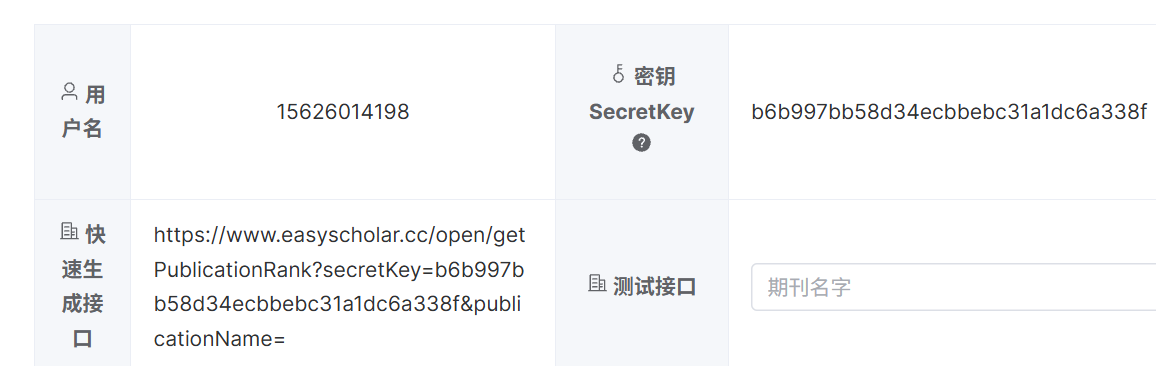 用户名
15626014198
密钥
SecretKey
?
b6b997bb58d34ecbbebc31a1dc6a338f
快速生成接口
https://www.easyscholar.cc/open/get
PublicationRank?secretKey=b6b997b
b58d34ecbbebc31a1dc6a338f&publi
cationName=
测试接口
期刊名字